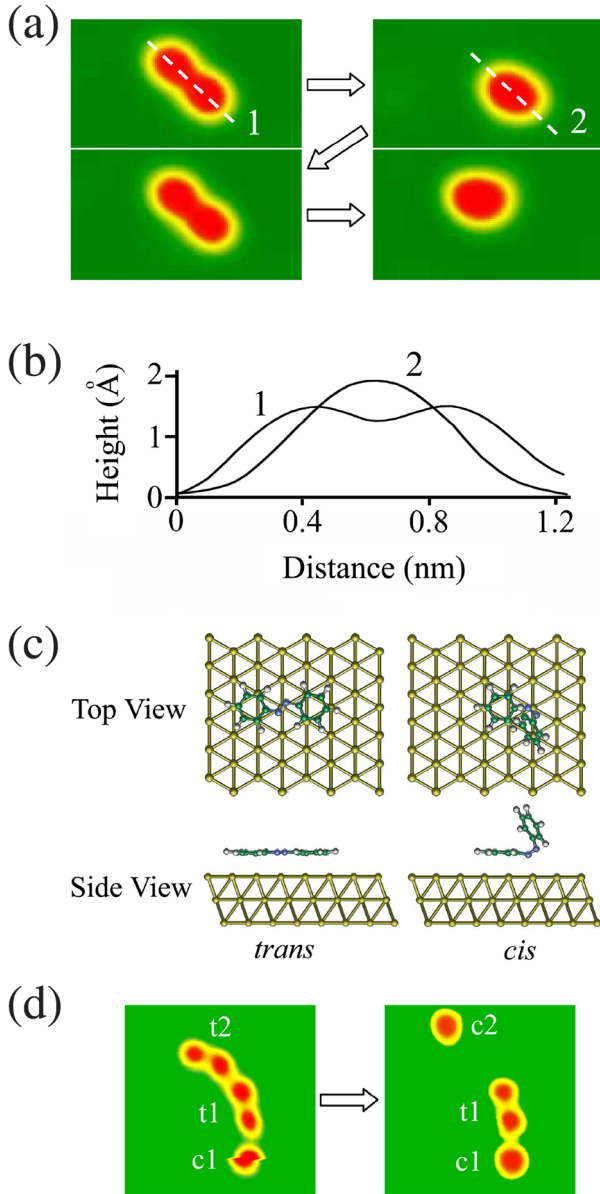 (a)
1
2
(b)
Height (Å)
2
1
0
1
2
0
0.4
0.8
1.2
Distance (nm)
(c)
Top View
Side View
trans
cis
(d)
t2
t1
c1
c2
t1
c1